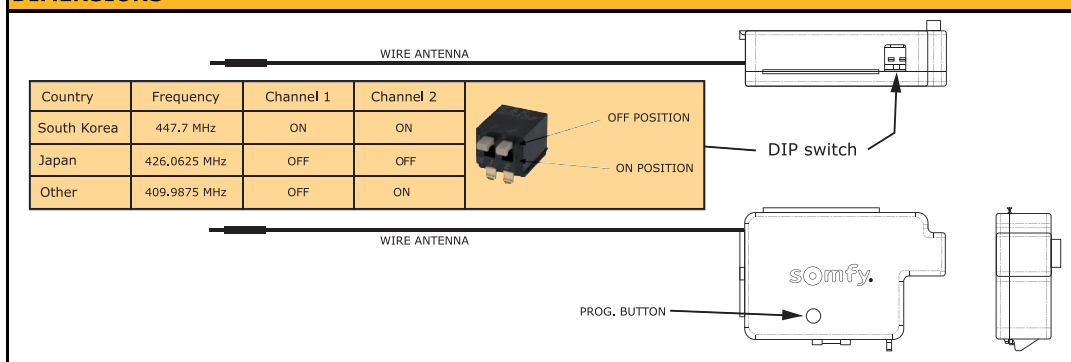 DIMENSIONS
WIRE ANTENNA
Country Frequency Channel 1 Channel 2
South Korea 447.7 MHz ON ON
Japan 426.0625 MHz OFF OFF
Other 409.9875 MHz OFF ON
OFF POSITION
ON POSITION
DIP switch
WIRE ANTENNA
somfy.
PROG. BUTTON